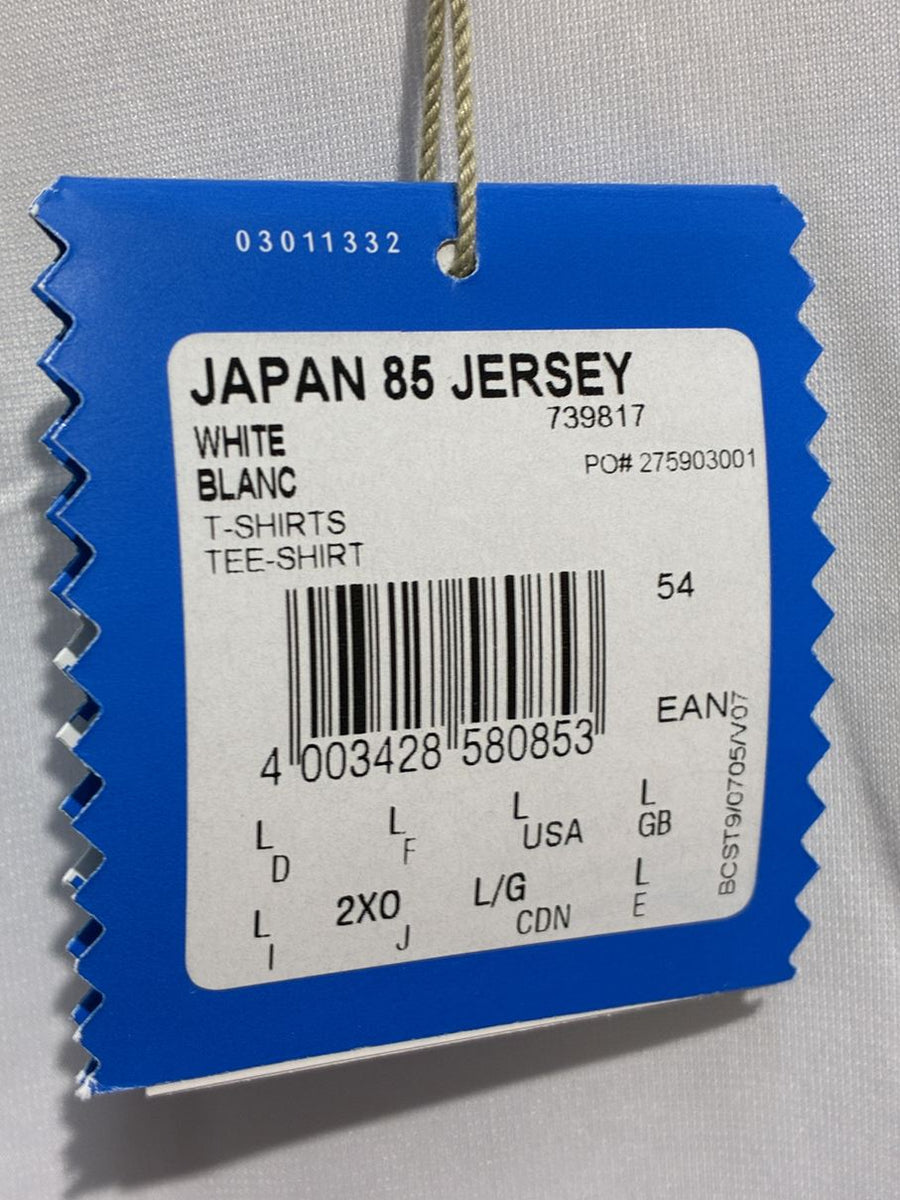 03011332
JAPAN 85 JERSEY
739817
WHITE
PO# 275903001
BLANC
T-SHIRTS
TEE-SHIRT
54
EAN
4 003428 580853
BCST9/0705/V07
L L L L
D F USA GB
L 2XO L/G L
I J CDN E